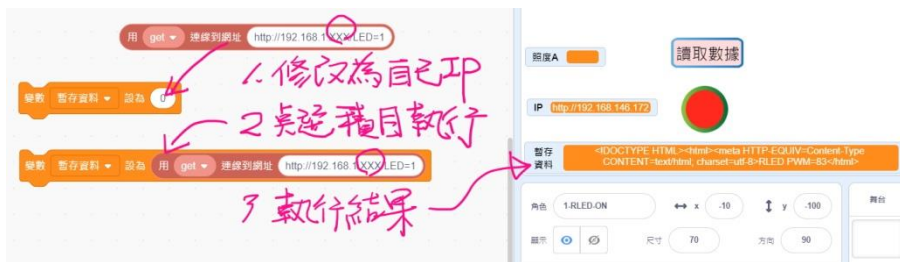 用 get 連線到網址 http://192.168.1.XXX/LED=1
1.修改為自己IP
變數 暫存資料 設為 0
2 點選積目執行
變數 暫存資料 設為 用 get 連線到網址 http://192.168.1.XXX/LED=1
3 執行結果
照度A
讀取數據
IP http://192.168.146.172
暫存資料 <!DOCTYPE HTML><html><meta HTTP-EQUIV=Content-Type
CONTENT=text/html; charset=utf-8>RLED PWM=83</html>
角色 1-RLED-ON x -10 y -100
舞台
顯示 尺寸 70 方向 90